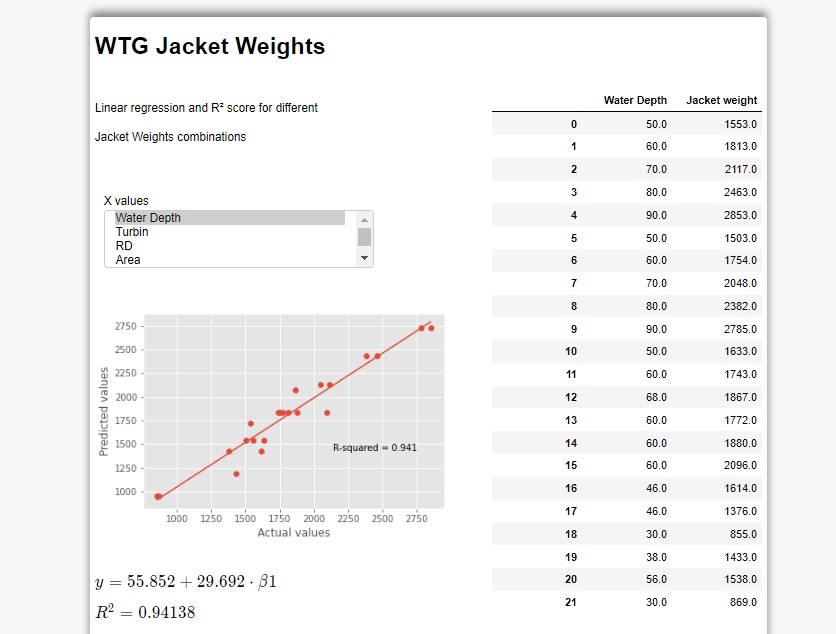 WTG Jacket Weights
Linear regression and R² score for different
Jacket Weights combinations
X values
Water Depth
Turbin
RD
Area
2750
2500
2250
2000
1750
1500
1250
1000
Predicted values
R-squared = 0.941
1000 1250 1500 1750 2000 2250 2500 2750
Actual values
y = 55.852 + 29.692 · β1
R² = 0.94138
Water Depth Jacket weight
0 50.0 1553.0
1 60.0 1813.0
2 70.0 2117.0
3 80.0 2463.0
4 90.0 2853.0
5 50.0 1503.0
6 60.0 1754.0
7 70.0 2048.0
8 80.0 2382.0
9 90.0 2785.0
10 50.0 1633.0
11 60.0 1743.0
12 68.0 1867.0
13 60.0 1772.0
14 60.0 1880.0
15 60.0 2096.0
16 46.0 1614.0
17 46.0 1376.0
18 30.0 855.0
19 38.0 1433.0
20 56.0 1538.0
21 30.0 869.0